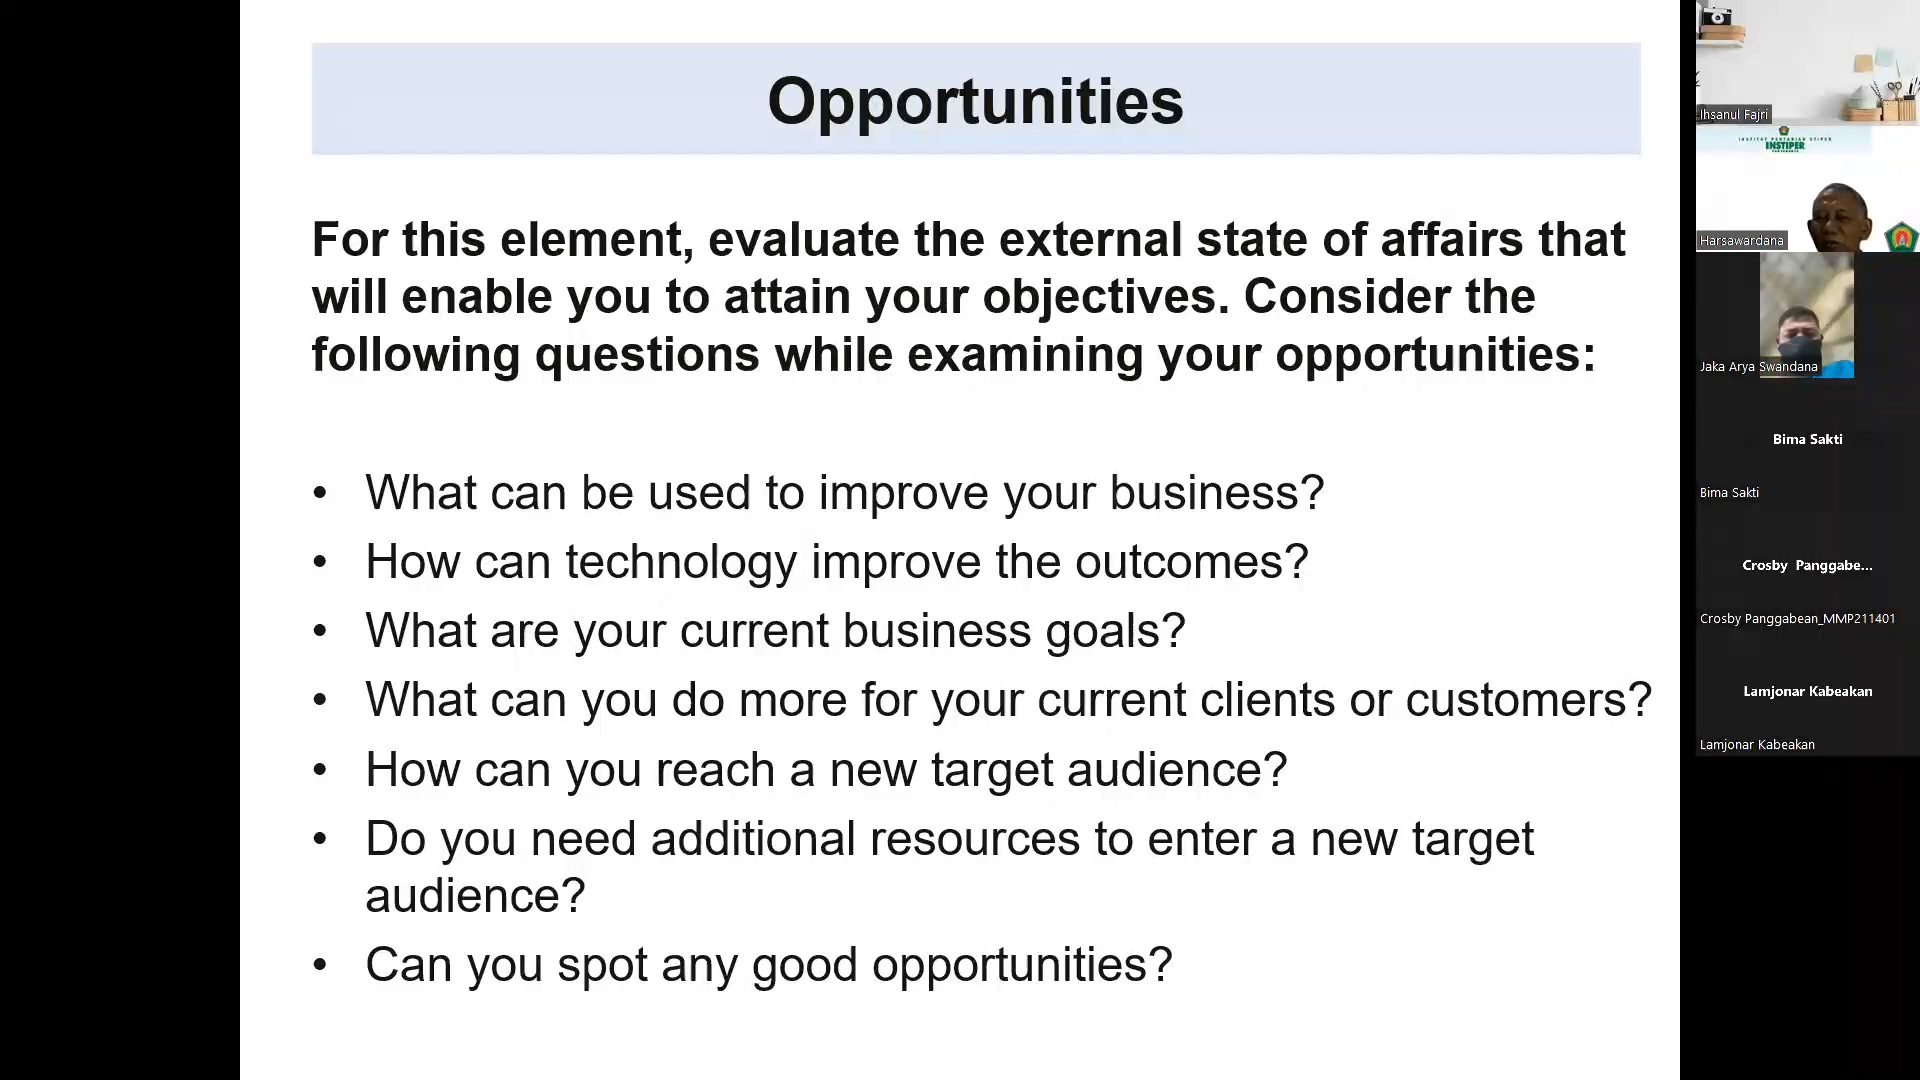 Opportunities
For this element, evaluate the external state of affairs that
will enable you to attain your objectives. Consider the
following questions while examining your opportunities:
• What can be used to improve your business?
• How can technology improve the outcomes?
• What are your current business goals?
• What can you do more for your current clients or customers?
• How can you reach a new target audience?
• Do you need additional resources to enter a new target
audience?
• Can you spot any good opportunities?
Ihsanul Fajri
INSTITUT PERTANIAN STIPER
INSTIPER
Harsawardana
Jaka Arya Swandana
Bima Sakti
Bima Sakti
Crosby Panggabe...
Crosby Panggabean_MMP211401
Lamjonar Kabeakan
Lamjonar Kabeakan